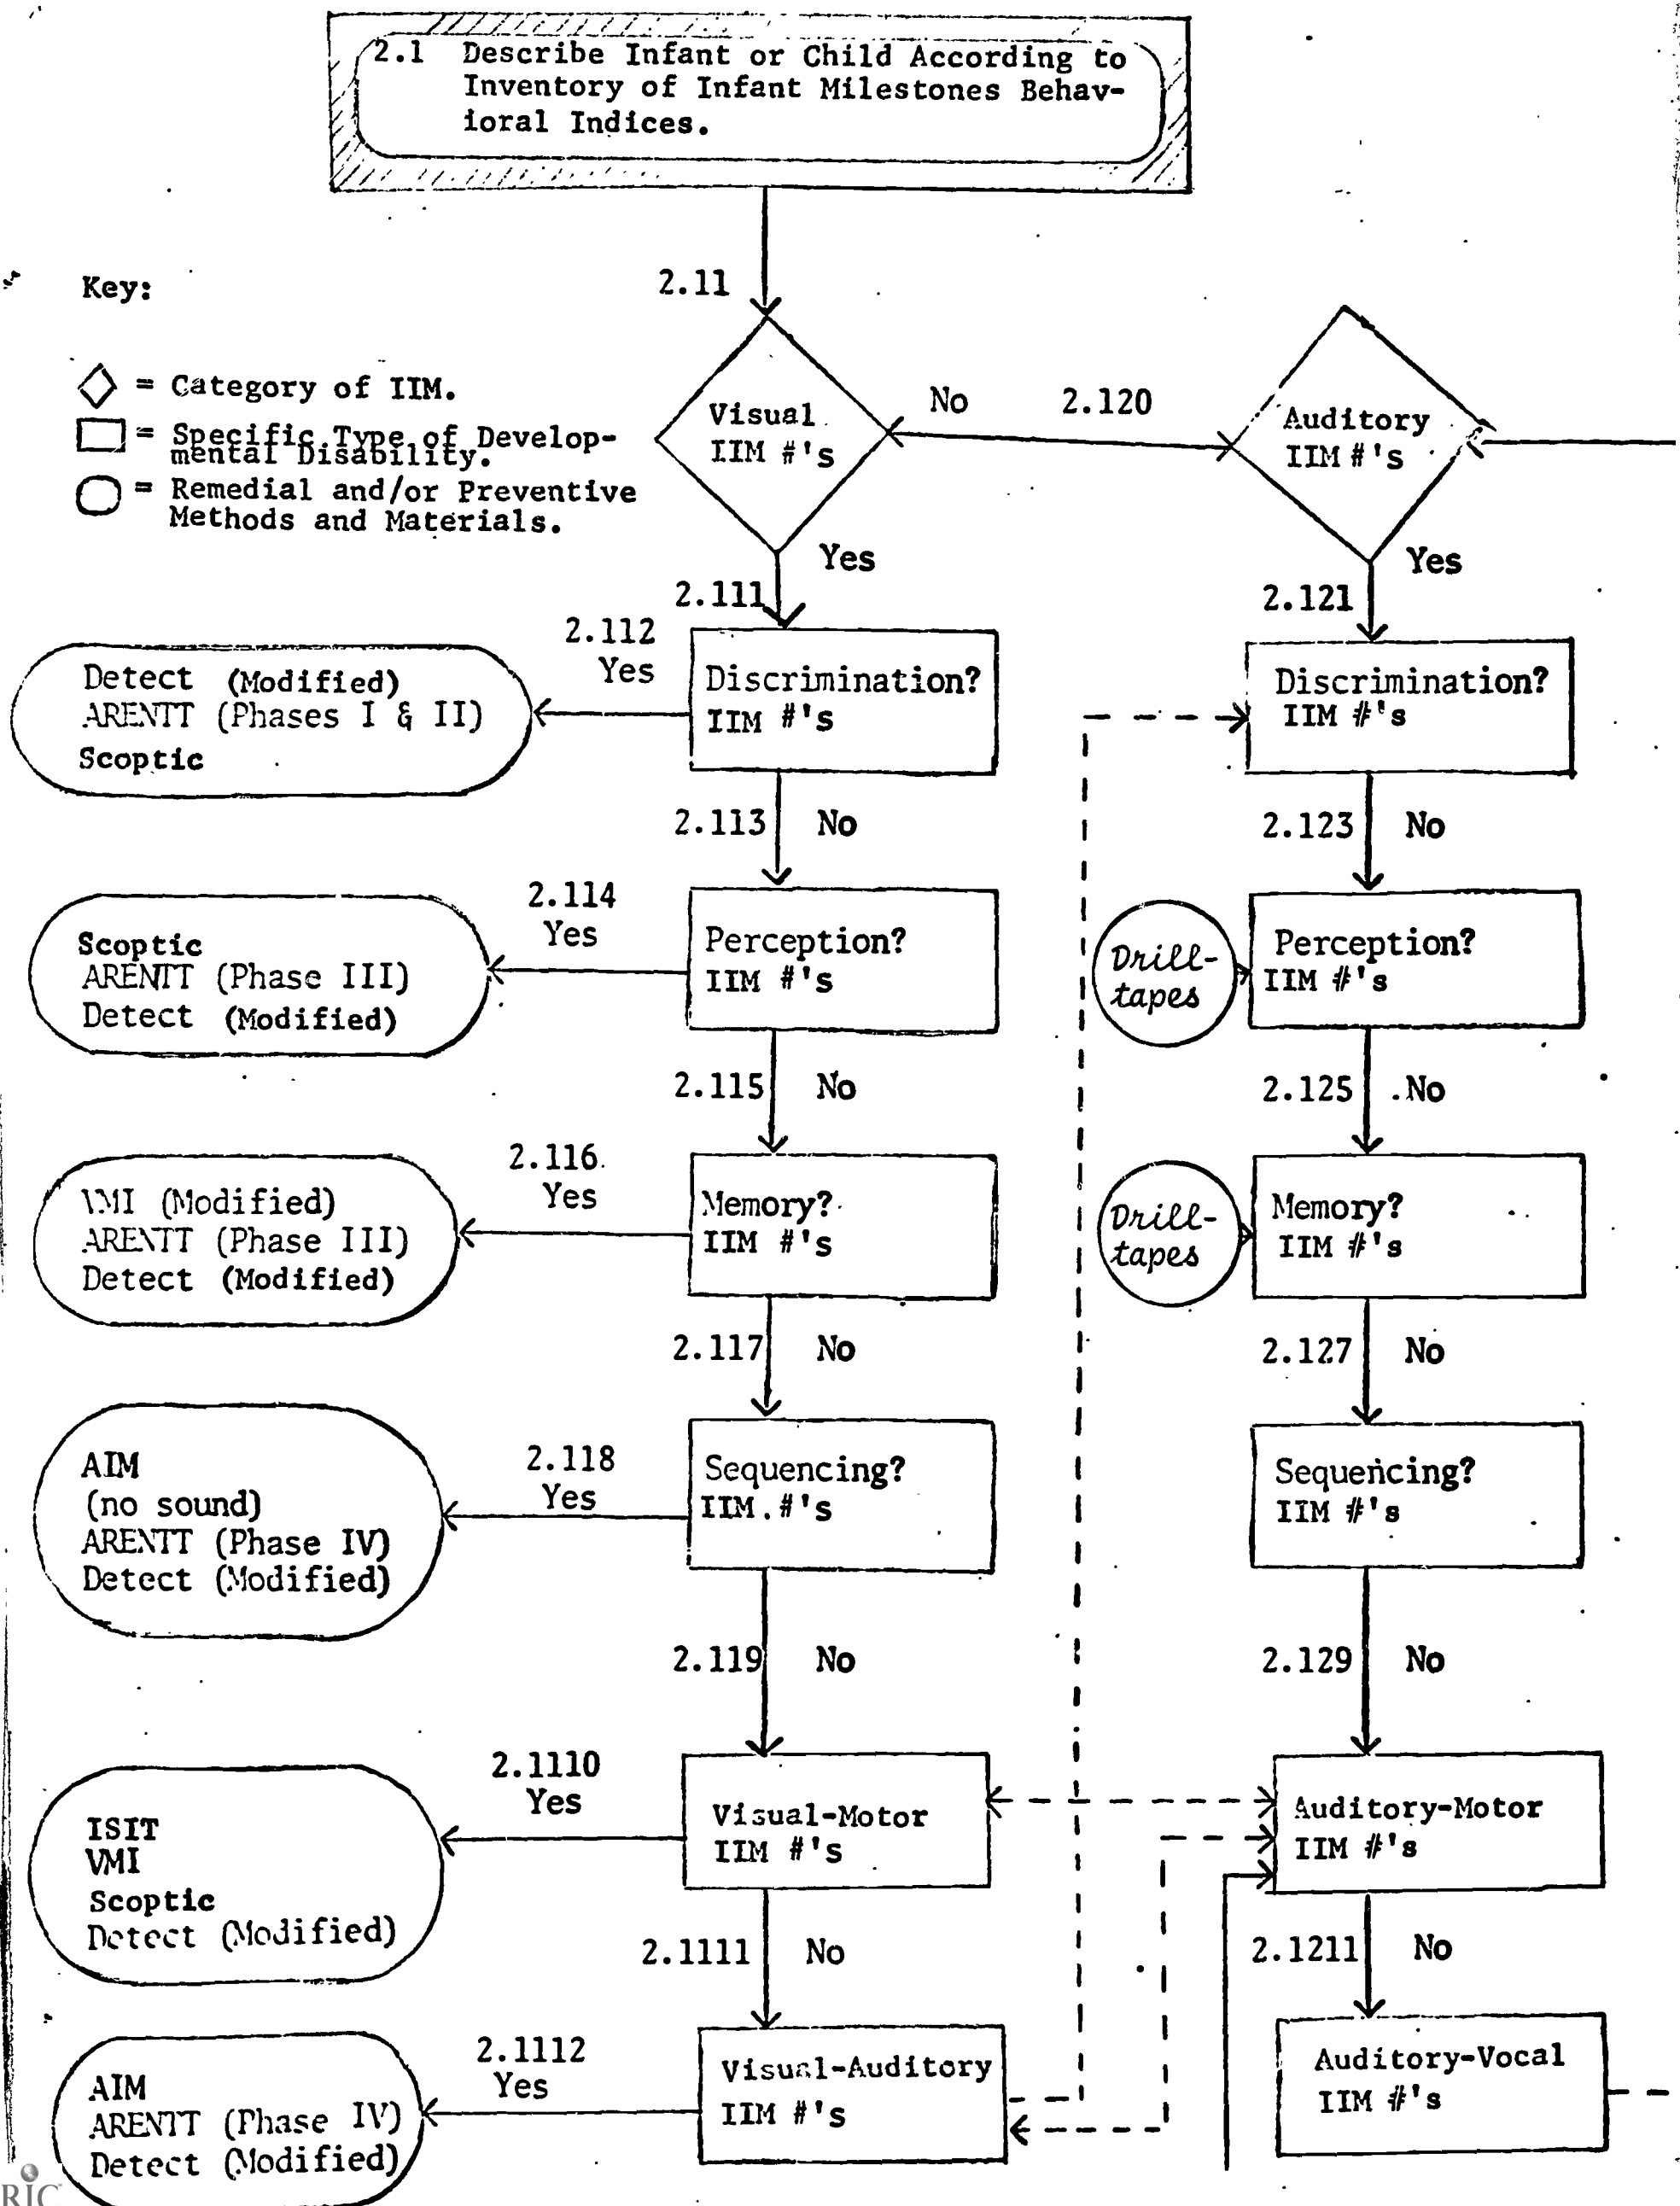 2.1 Describe Infant or Child According to
Inventory of Infant Milestones Behav-
ioral Indices.
Key:
= Category of IIM.
= Specific Type of Develop-
mental Disability.
= Remedial and/or Preventive
Methods and Materials.
2.11
Visual
IIM #'s
No 2.120
Auditory
IIM #'s
Yes
2.111
Yes
2.121
2.112
Yes
Detect (Modified)
ARENTT (Phases I & II)
Scoptic
Discrimination?
IIM #'s
Discrimination?
IIM #'s
2.113 No
2.123 No
2.114
Yes
Scoptic
ARENTT (Phase III)
Detect (Modified)
Perception?
IIM #'s
Drill-
tapes
Perception?
IIM #'s
2.115 No
2.125 No
2.116
Yes
VMI (Modified)
ARENTT (Phase III)
Detect (Modified)
Memory?
IIM #'s
Drill-
tapes
Memory?
IIM #'s
2.117 No
2.127 No
2.118
Yes
AIM
(no sound)
ARENTT (Phase IV)
Detect (Modified)
Sequencing?
IIM #'s
Sequencing?
IIM #'s
2.119 No
2.129 No
2.1110
Yes
ISIT
VMI
Scoptic
Detect (Modified)
Visual-Motor
IIM #'s
Auditory-Motor
IIM #'s
2.1111 No
2.1211 No
2.1112
Yes
AIM
ARENTT (Phase IV)
Detect (Modified)
Visual-Auditory
IIM #'s
Auditory-Vocal
IIM #'s
RIC